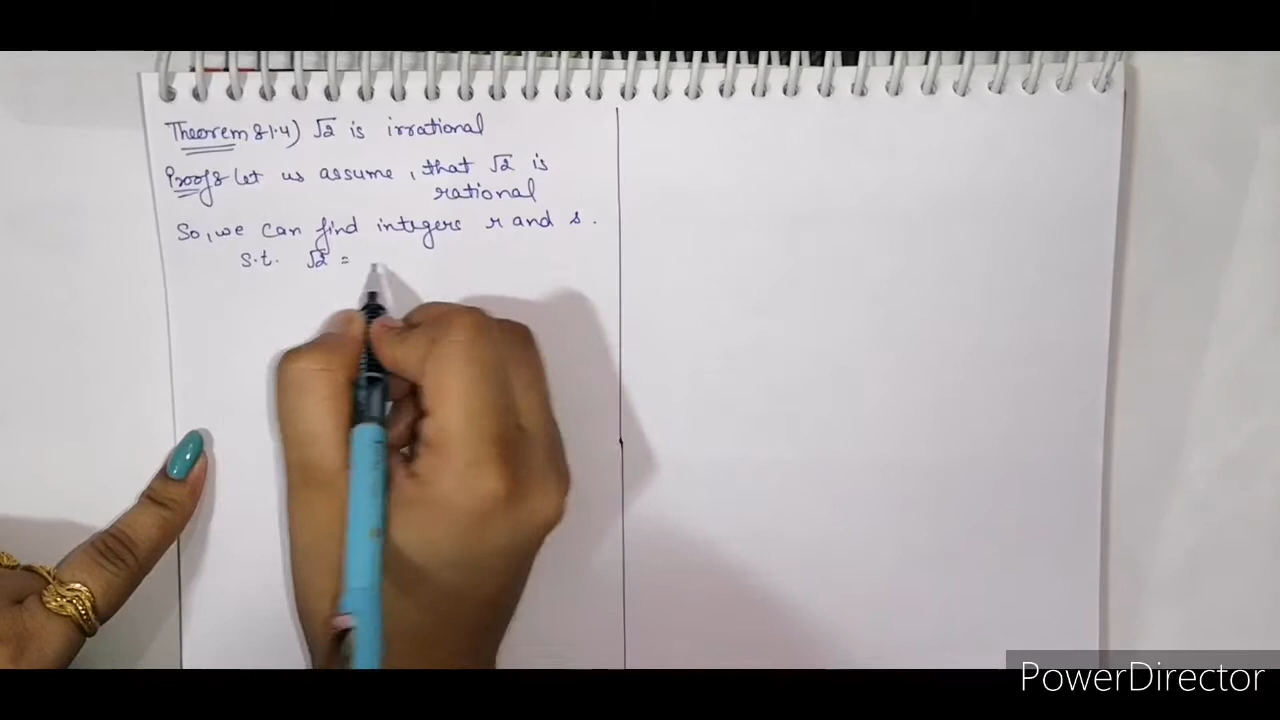 Theorem 1.4) √2 is irrational
Proof: Let us assume, that √2 is
rational
So, we can find integers r and s.
s.t. √2 =
PowerDirector